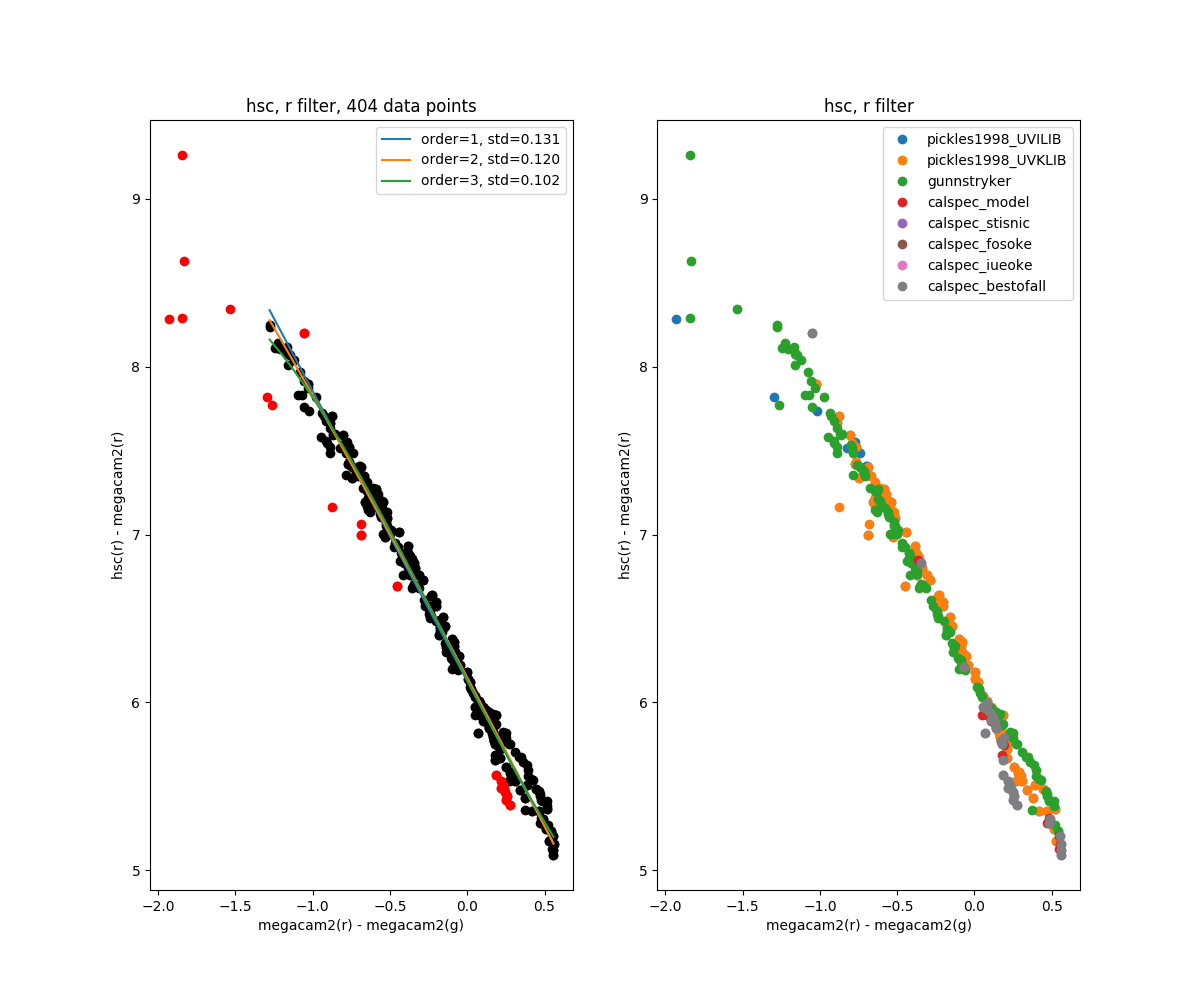 hsc, r filter, 404 data points
order=1, std=0.131
order=2, std=0.120
order=3, std=0.102
9
8
7
6
5
hsc(r) - megacam2(r)
−2.0
−1.5
−1.0
−0.5
0.0
0.5
megacam2(r) - megacam2(g)
hsc, r filter
pickles1998_UVILIB
pickles1998_UVKLIB
gunnstryker
calspec_model
calspec_stisnic
calspec_fosoke
calspec_iueoke
calspec_bestofall
9
8
7
6
5
hsc(r) - megacam2(r)
−2.0
−1.5
−1.0
−0.5
0.0
0.5
megacam2(r) - megacam2(g)